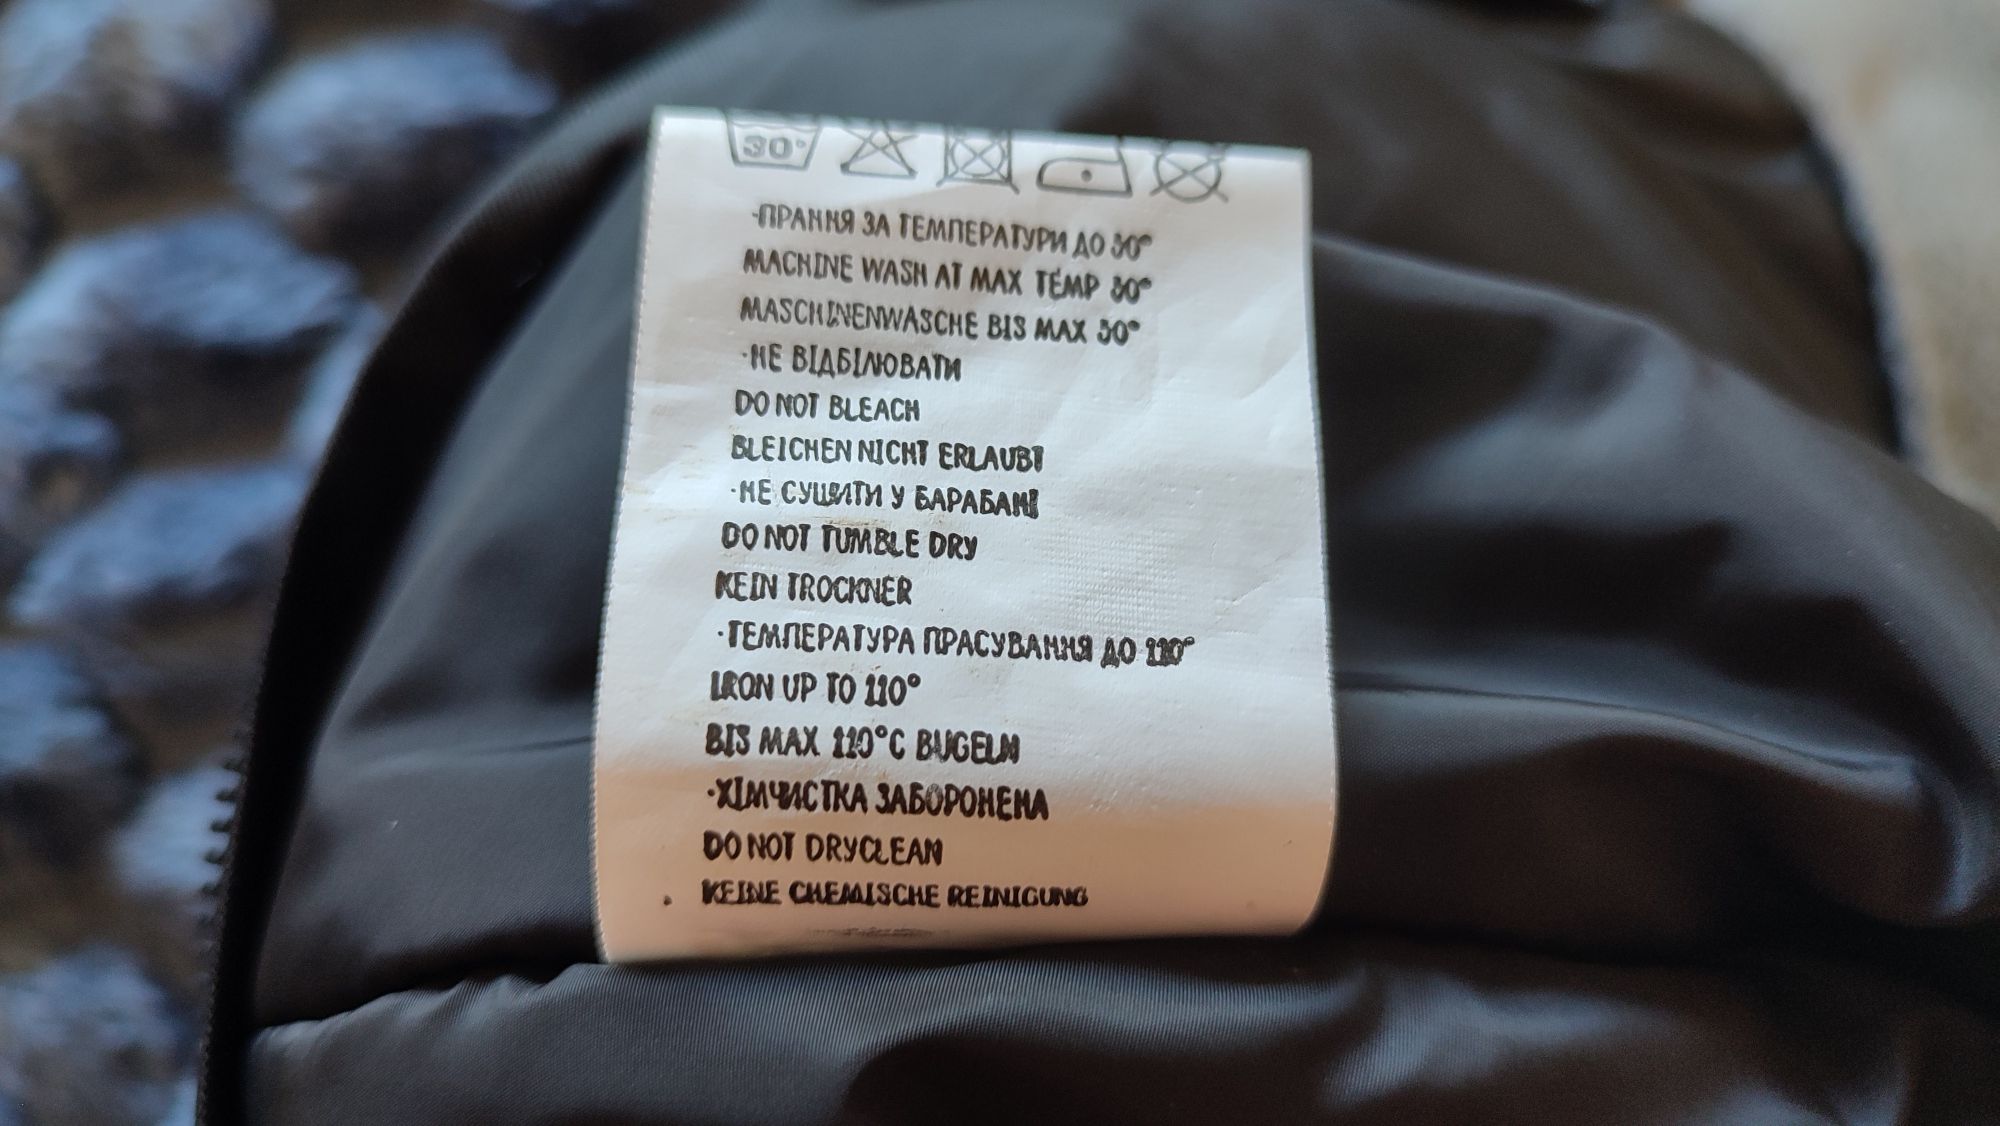 30°
·ПРАННЯ ЗА ТЕМПЕРАТУРИ ДО 30°
MACHINE WASH AT MAX TEMP 30°
MASCHINENWASCHE BIS MAX 30°
·НЕ ВІДБІЛЮВАТИ
DO NOT BLEACH
BLEICHEN NICHT ERLAUBT
·НЕ СУШИТИ У БАРАБАНІ
DO NOT TUMBLE DRY
KEIN TROCKNER
·ТЕМПЕРАТУРА ПРАСУВАННЯ ДО 110°
IRON UP TO 110°
BIS MAX 110°C BUGELN
·ХІМЧИСТКА ЗАБОРОНЕНА
DO NOT DRYCLEAN
KEINE CHEMISCHE REINIGUNG